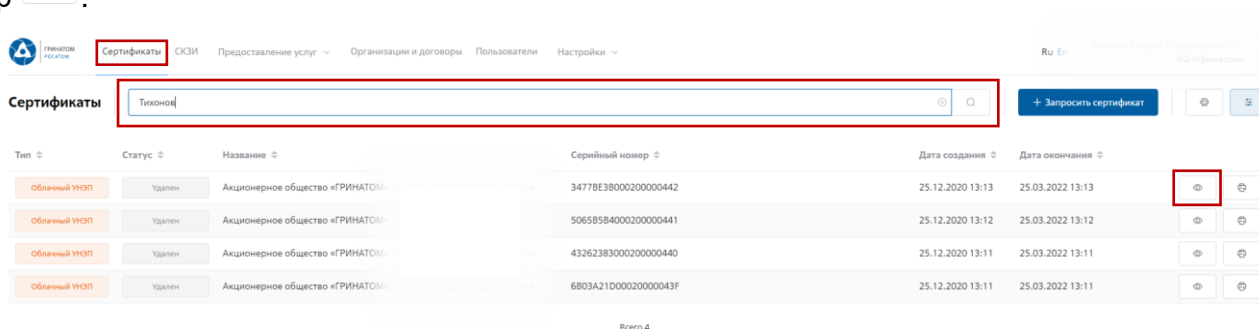 ГРИНАТОМ
РОСАТОМ
Сертификаты СКЗИ Предоставление услуг Организации и договоры Пользователи Настройки Ru En
Сертификаты Тихонов + Запросить сертификат
Тип Статус Название Серийный номер Дата создания Дата окончания
Облачный УНЭП Удален Акционерное общество «ГРИНАТОМ 3477BE3B000200000442 25.12.2020 13:13 25.03.2022 13:13
Облачный УНЭП Удален Акционерное общество «ГРИНАТОМ 5065B5B4000200000441 25.12.2020 13:12 25.03.2022 13:12
Облачный УНЭП Удален Акционерное общество «ГРИНАТОМ 43262383000200000440 25.12.2020 13:11 25.03.2022 13:11
Облачный УНЭП Удален Акционерное общество «ГРИНАТОМ 6B03A21D00020000043F 25.12.2020 13:11 25.03.2022 13:11
Всего 4